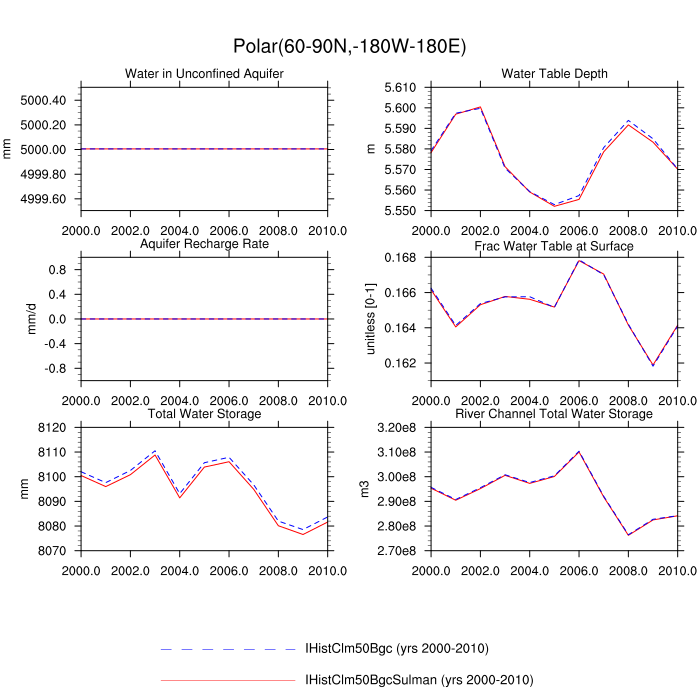 Polar(60-90N,-180W-180E)
Water in Unconfined Aquifer
mm
5000.40
5000.20
5000.00
4999.80
4999.60
2000.0 2002.0 2004.0 2006.0 2008.0 2010.0
Water Table Depth
m
5.610
5.600
5.590
5.580
5.570
5.560
5.550
2000.0 2002.0 2004.0 2006.0 2008.0 2010.0
Aquifer Recharge Rate
mm/d
0.8
0.4
0.0
-0.4
-0.8
2000.0 2002.0 2004.0 2006.0 2008.0 2010.0
Frac Water Table at Surface
unitless [0-1]
0.168
0.166
0.164
0.162
2000.0 2002.0 2004.0 2006.0 2008.0 2010.0
Total Water Storage
mm
8120
8110
8100
8090
8080
8070
2000.0 2002.0 2004.0 2006.0 2008.0 2010.0
River Channel Total Water Storage
m3
3.20e8
3.10e8
3.00e8
2.90e8
2.80e8
2.70e8
2000.0 2002.0 2004.0 2006.0 2008.0 2010.0
IHistClm50Bgc (yrs 2000-2010)
IHistClm50BgcSulman (yrs 2000-2010)